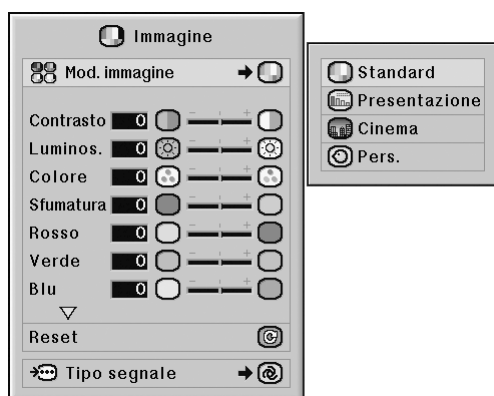 Immagine
Mod. immagine
Contrasto 0 - +
Luminos. 0 - +
Colore 0 - +
Sfumatura 0 - +
Rosso 0 - +
Verde 0 - +
Blu 0 - +
Reset
Tipo segnale
Standard
Presentazione
Cinema
Pers.